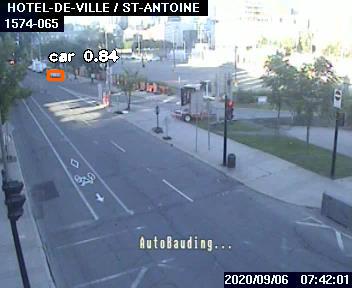 HOTEL-DE-VILLE / ST-ANTOINE
1574-065
car 0.84
AutoBauding...
2020/09/06 07:42:01